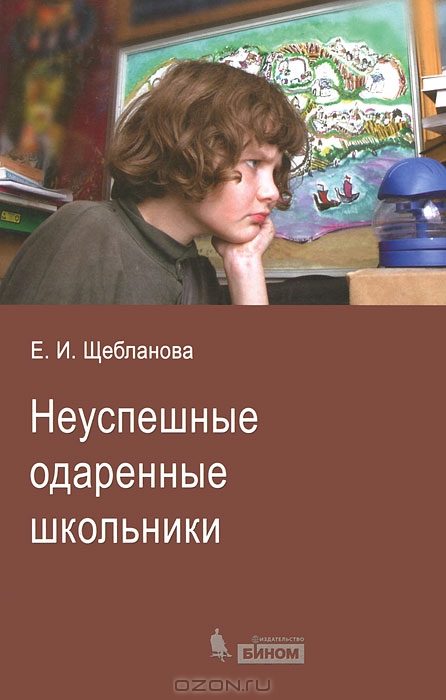 Е. И. Щебланова
Неуспешные
одаренные
школьники
ИЗДАТЕЛЬСТВО
БИНОМ
ozon.ru